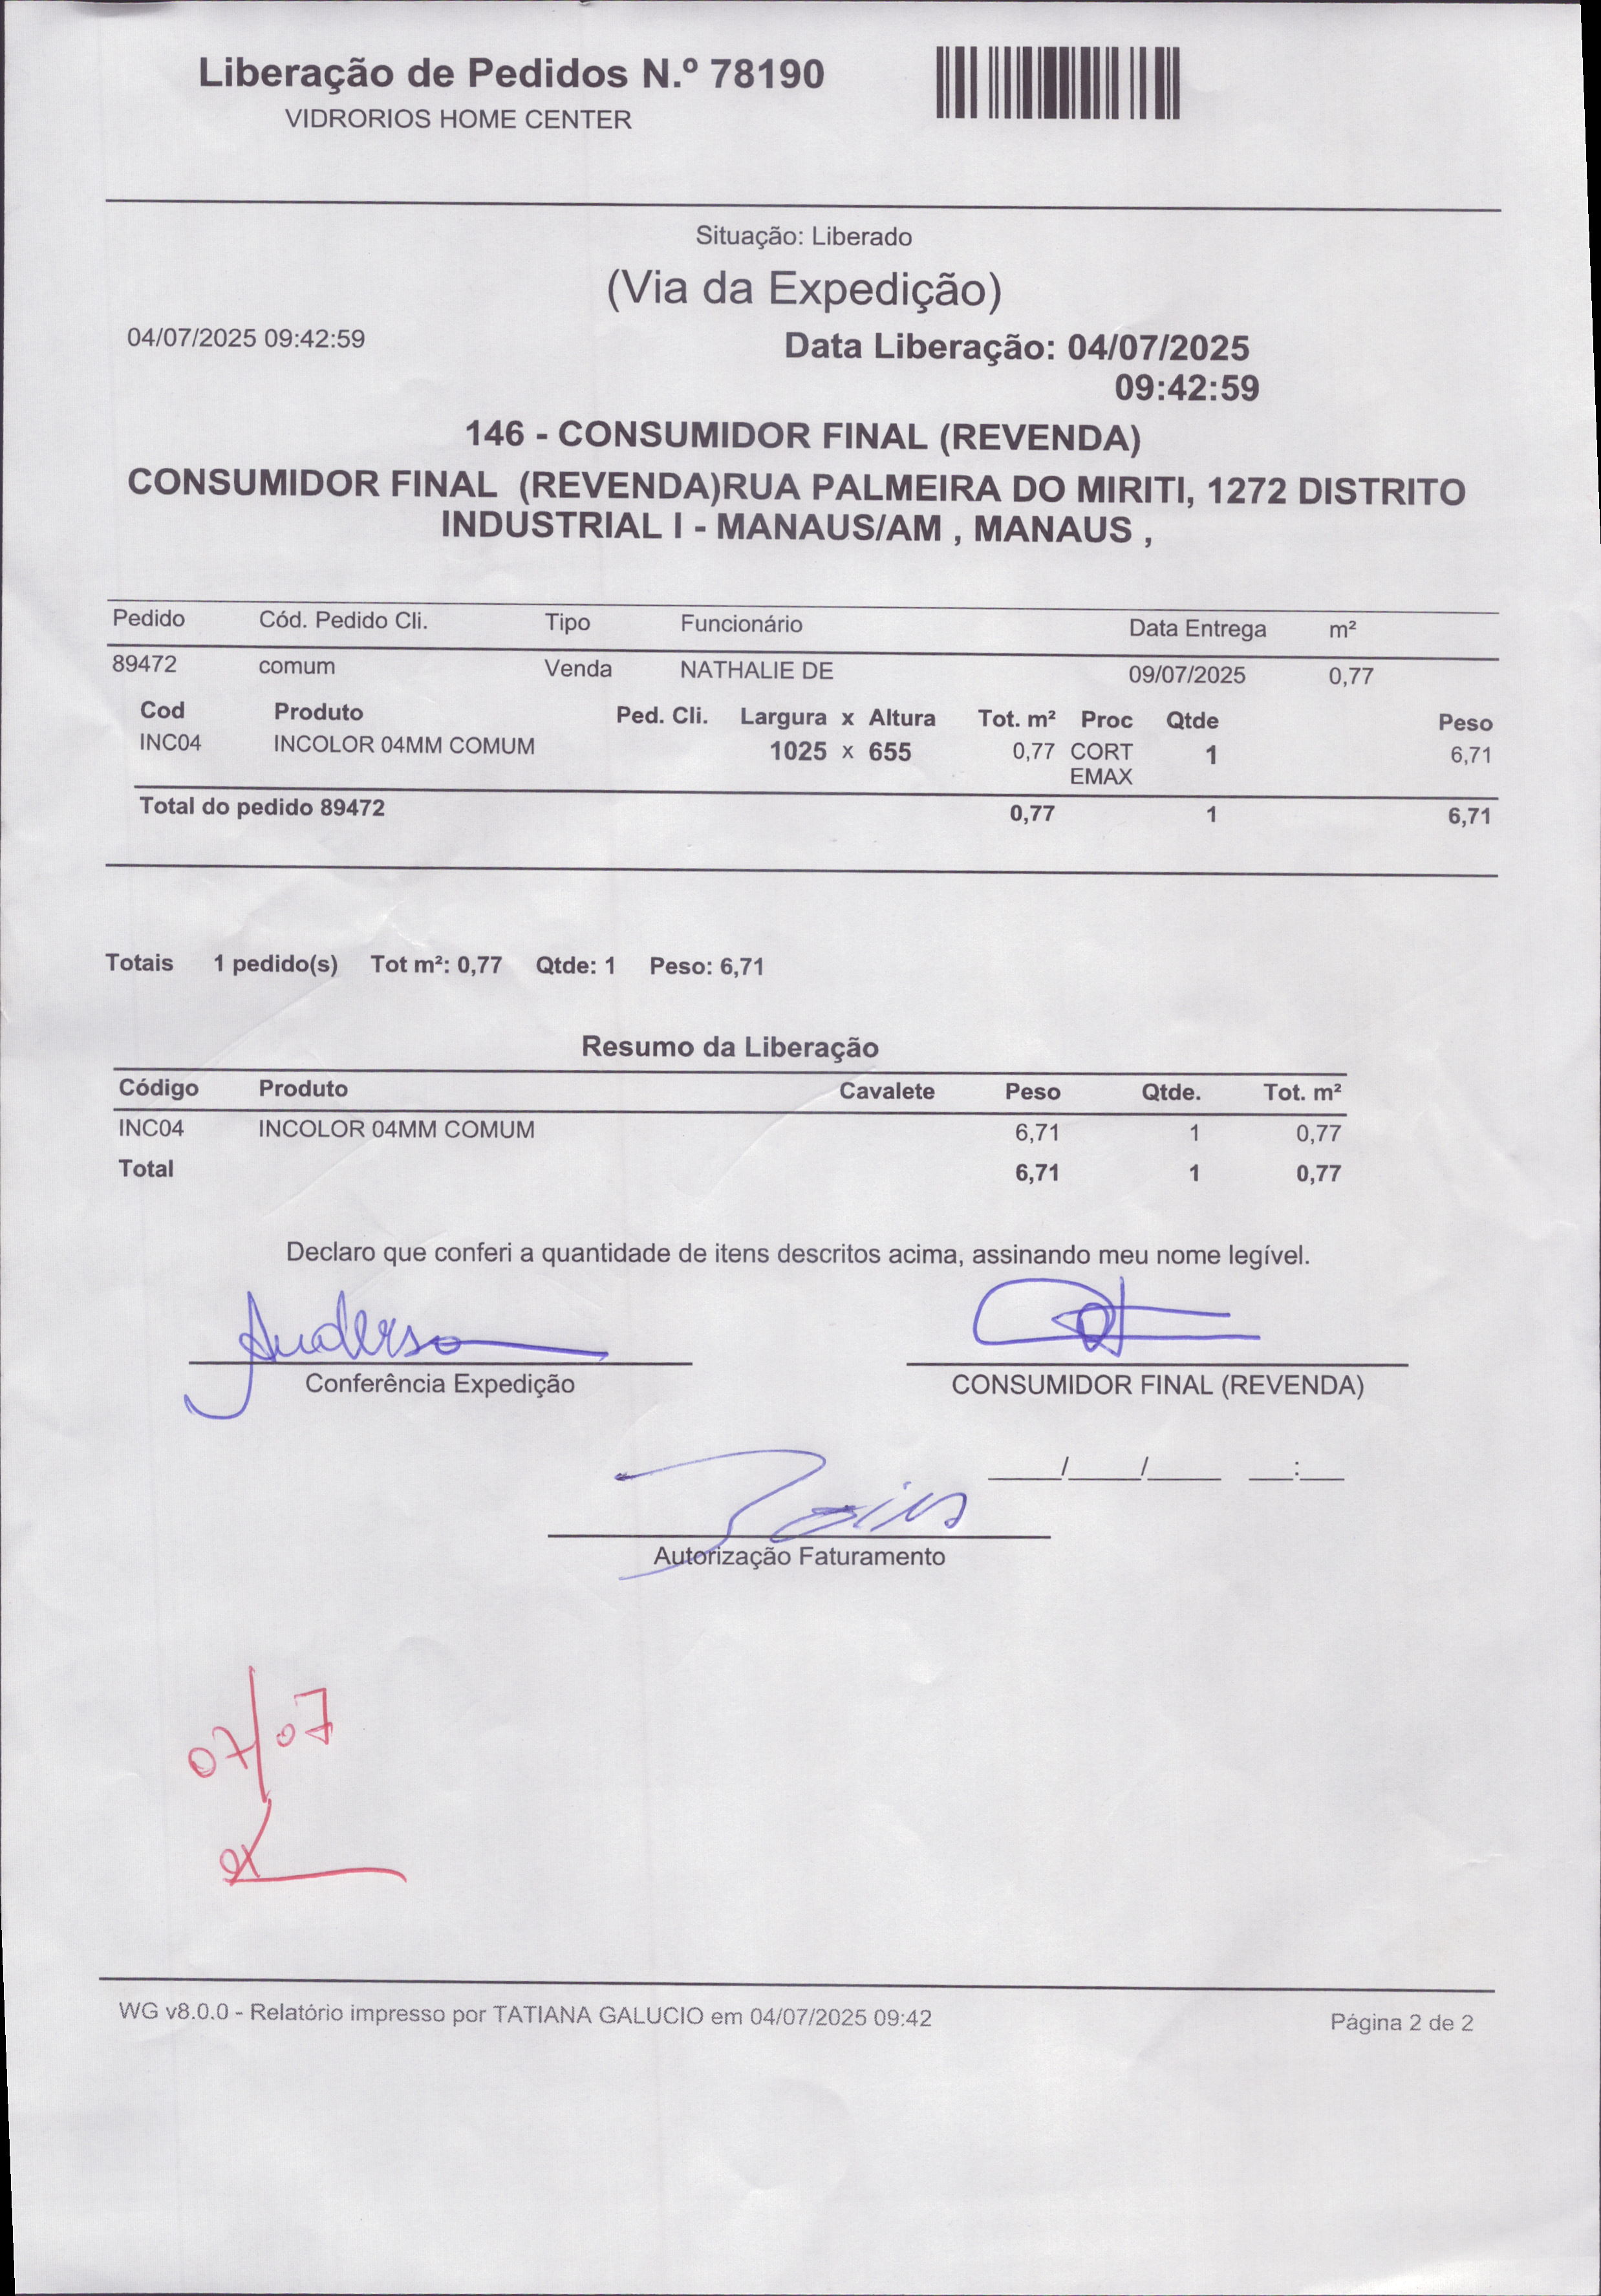 Liberação de Pedidos N.º 78190
VIDRORIOS HOME CENTER
Situação: Liberado
(Via da Expedição)
04/07/2025 09:42:59
Data Liberação: 04/07/2025
09:42:59
146 - CONSUMIDOR FINAL (REVENDA)
CONSUMIDOR FINAL (REVENDA)RUA PALMEIRA DO MIRITI, 1272 DISTRITO
INDUSTRIAL I - MANAUS/AM , MANAUS ,
Pedido Cód. Pedido Cli. Tipo Funcionário Data Entrega m²
89472 comum Venda NATHALIE DE 09/07/2025 0,77
Cod Produto Ped. Cli. Largura x Altura Tot. m² Proc Qtde Peso
INC04 INCOLOR 04MM COMUM 1025 x 655 0,77 CORT 1 6,71
EMAX
Total do pedido 89472 0,77 1 6,71
Totais 1 pedido(s) Tot m²: 0,77 Qtde: 1 Peso: 6,71
Resumo da Liberação
Código Produto Cavalete Peso Qtde. Tot. m²
INC04 INCOLOR 04MM COMUM 6,71 1 0,77
Total 6,71 1 0,77
Declaro que conferi a quantidade de itens descritos acima, assinando meu nome legível.
Anderso
Conferência Expedição CONSUMIDOR FINAL (REVENDA)
____/____/____ __:__
Autorização Faturamento
07/07
WG v8.0.0 - Relatório impresso por TATIANA GALUCIO em 04/07/2025 09:42
Página 2 de 2